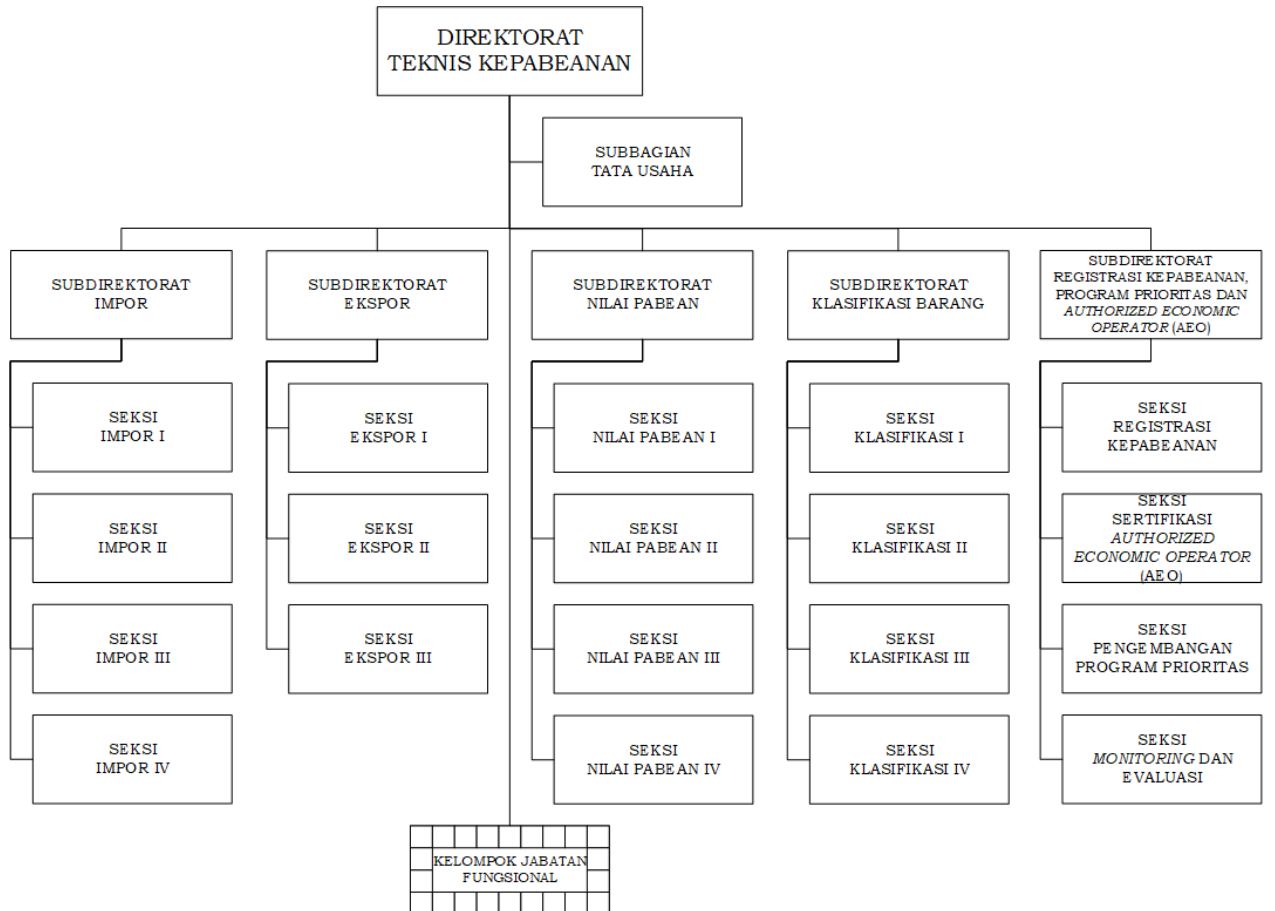 DIREKTORAT
TEKNIS KEPABEANAN
SUBBAGIAN
TATA USAHA
SUBDIREKTORAT
IMPOR
SUBDIREKTORAT
EKSPOR
SUBDIREKTORAT
NILAI PABEAN
SUBDIREKTORAT
KLASIFIKASI BARANG
SUBDIREKTORAT
REGISTRASI KEPABEANAN,
PROGRAM PRIORITAS DAN
AUTHORIZED ECONOMIC
OPERATOR (AEO)
SEKSI
IMPOR I
SEKSI
EKSPOR I
SEKSI
NILAI PABEAN I
SEKSI
KLASIFIKASI I
SEKSI
REGISTRASI
KEPABEANAN
SEKSI
IMPOR II
SEKSI
EKSPOR II
SEKSI
NILAI PABEAN II
SEKSI
KLASIFIKASI II
SEKSI
SERTIFIKASI
AUTHORIZED
ECONOMIC OPERATOR
(AEO)
SEKSI
IMPOR III
SEKSI
EKSPOR III
SEKSI
NILAI PABEAN III
SEKSI
KLASIFIKASI III
SEKSI
PENGEMBANGAN
PROGRAM PRIORITAS
SEKSI
IMPOR IV
SEKSI
NILAI PABEAN IV
SEKSI
KLASIFIKASI IV
SEKSI
MONITORING DAN
EVALUASI
KELOMPOK JABATAN
FUNGSIONAL